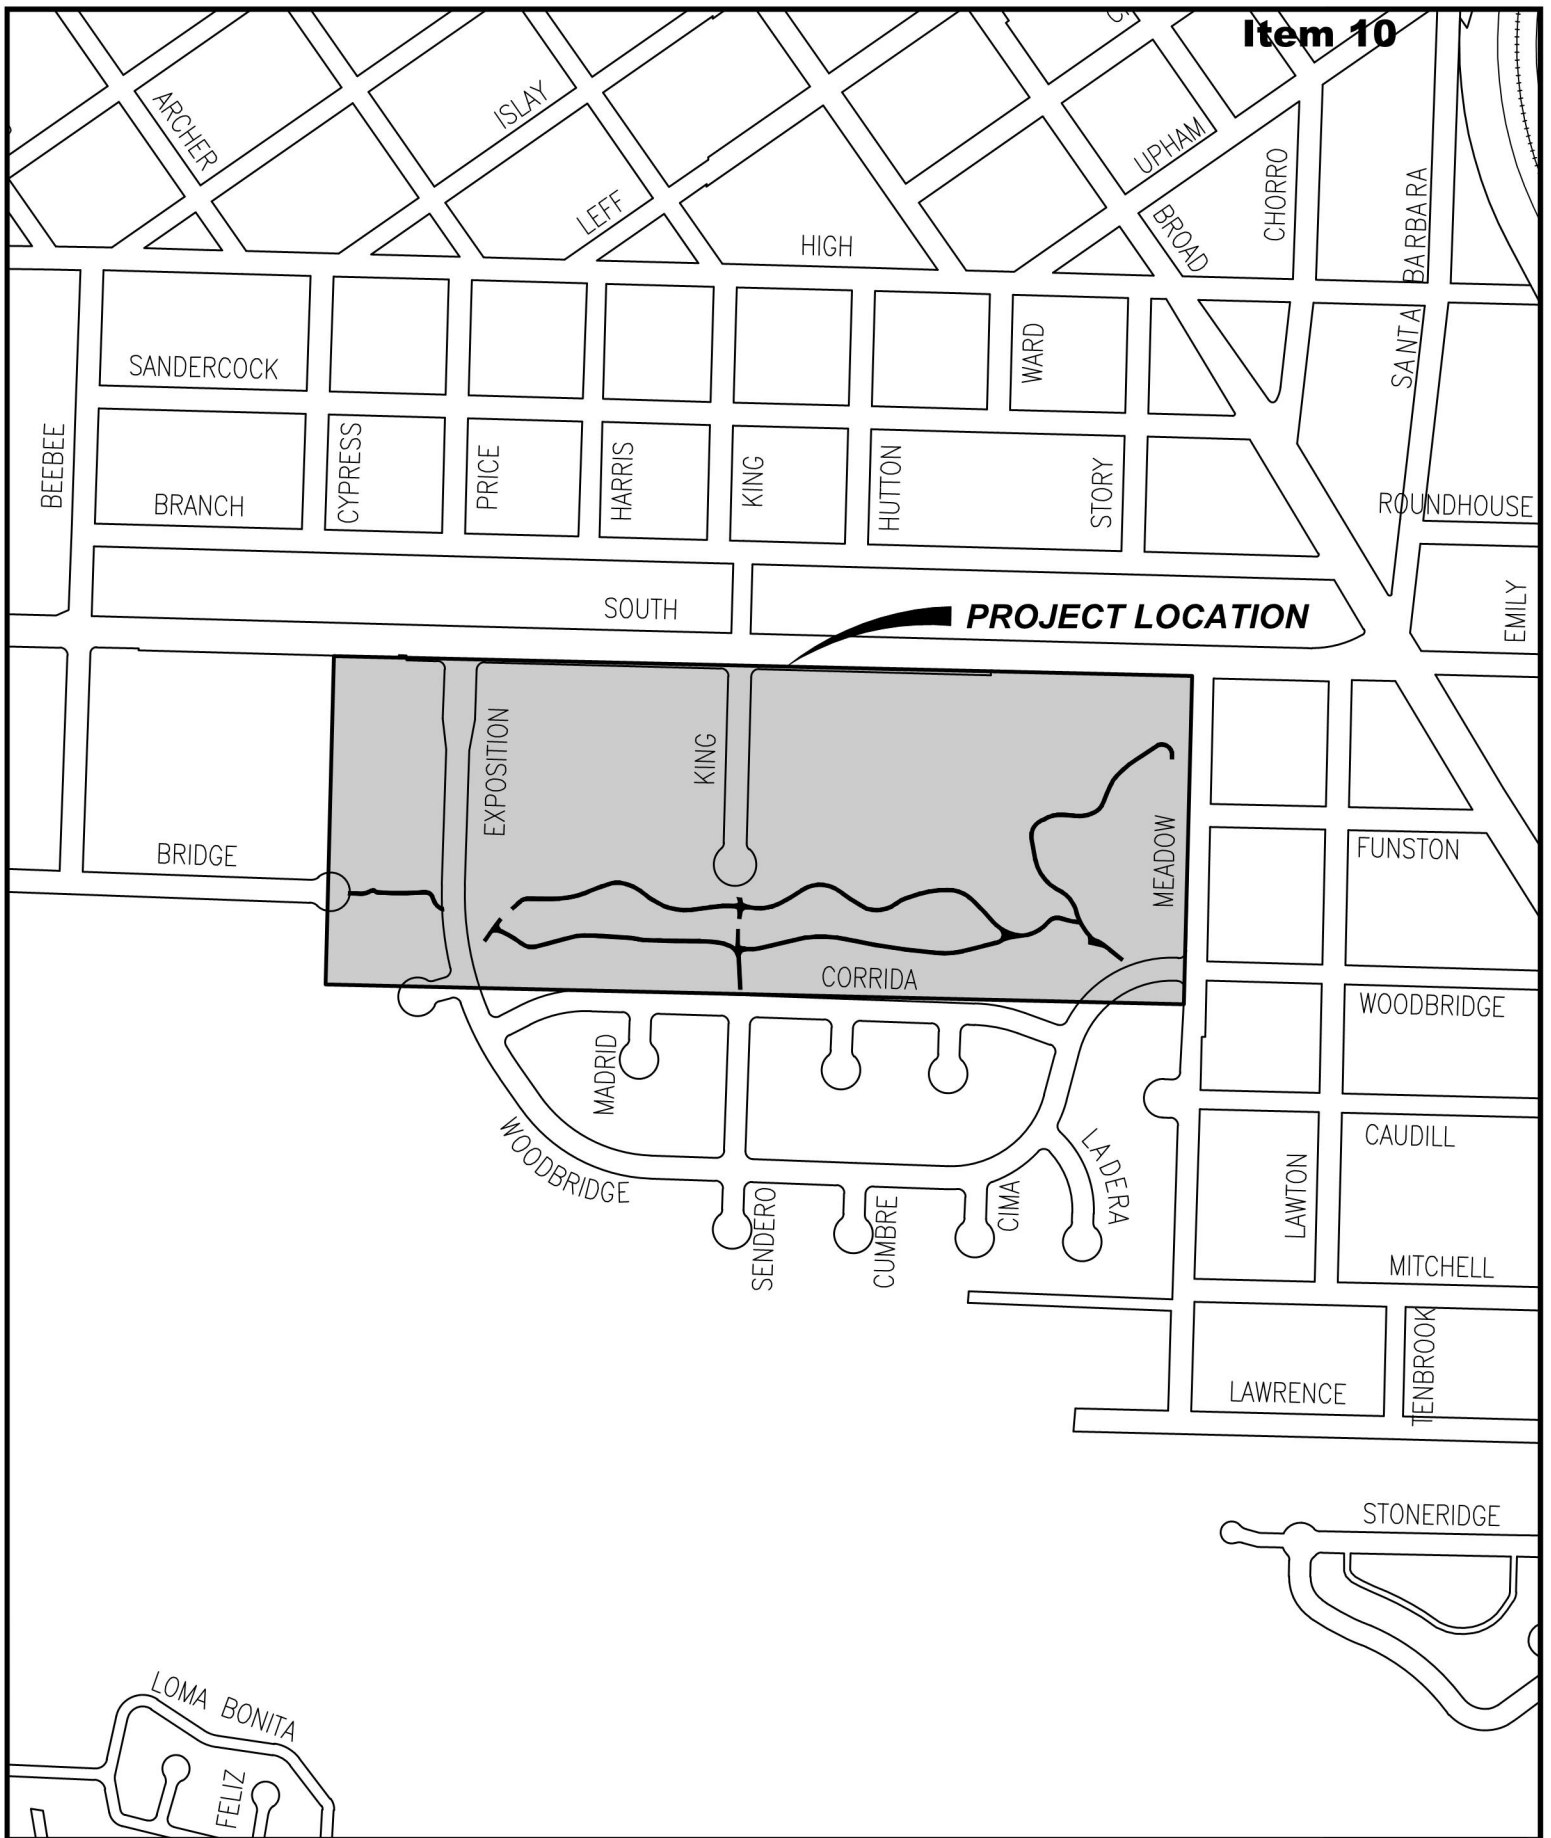 Item 10
ARCHER
ISLAY
UPHAM
LEFF
BROAD
CHORRO
SANTA BARBARA
HIGH
SANDERCOCK
WARD
BEEBEE
BRANCH
CYPRESS
PRICE
HARRIS
KING
HUTTON
STORY
ROUNDHOUSE
SOUTH
PROJECT LOCATION
EMILY
EXPOSITION
KING
MEADOW
BRIDGE
FUNSTON
CORRIDA
WOODBRIDGE
MADRID
WOODBRIDGE
CAUDILL
LADERA
LAWTON
SENDERO
CUMBRE
CIMA
MITCHELL
LAWRENCE
TENBROOK
STONERIDGE
LOMA BONITA
FELIZ